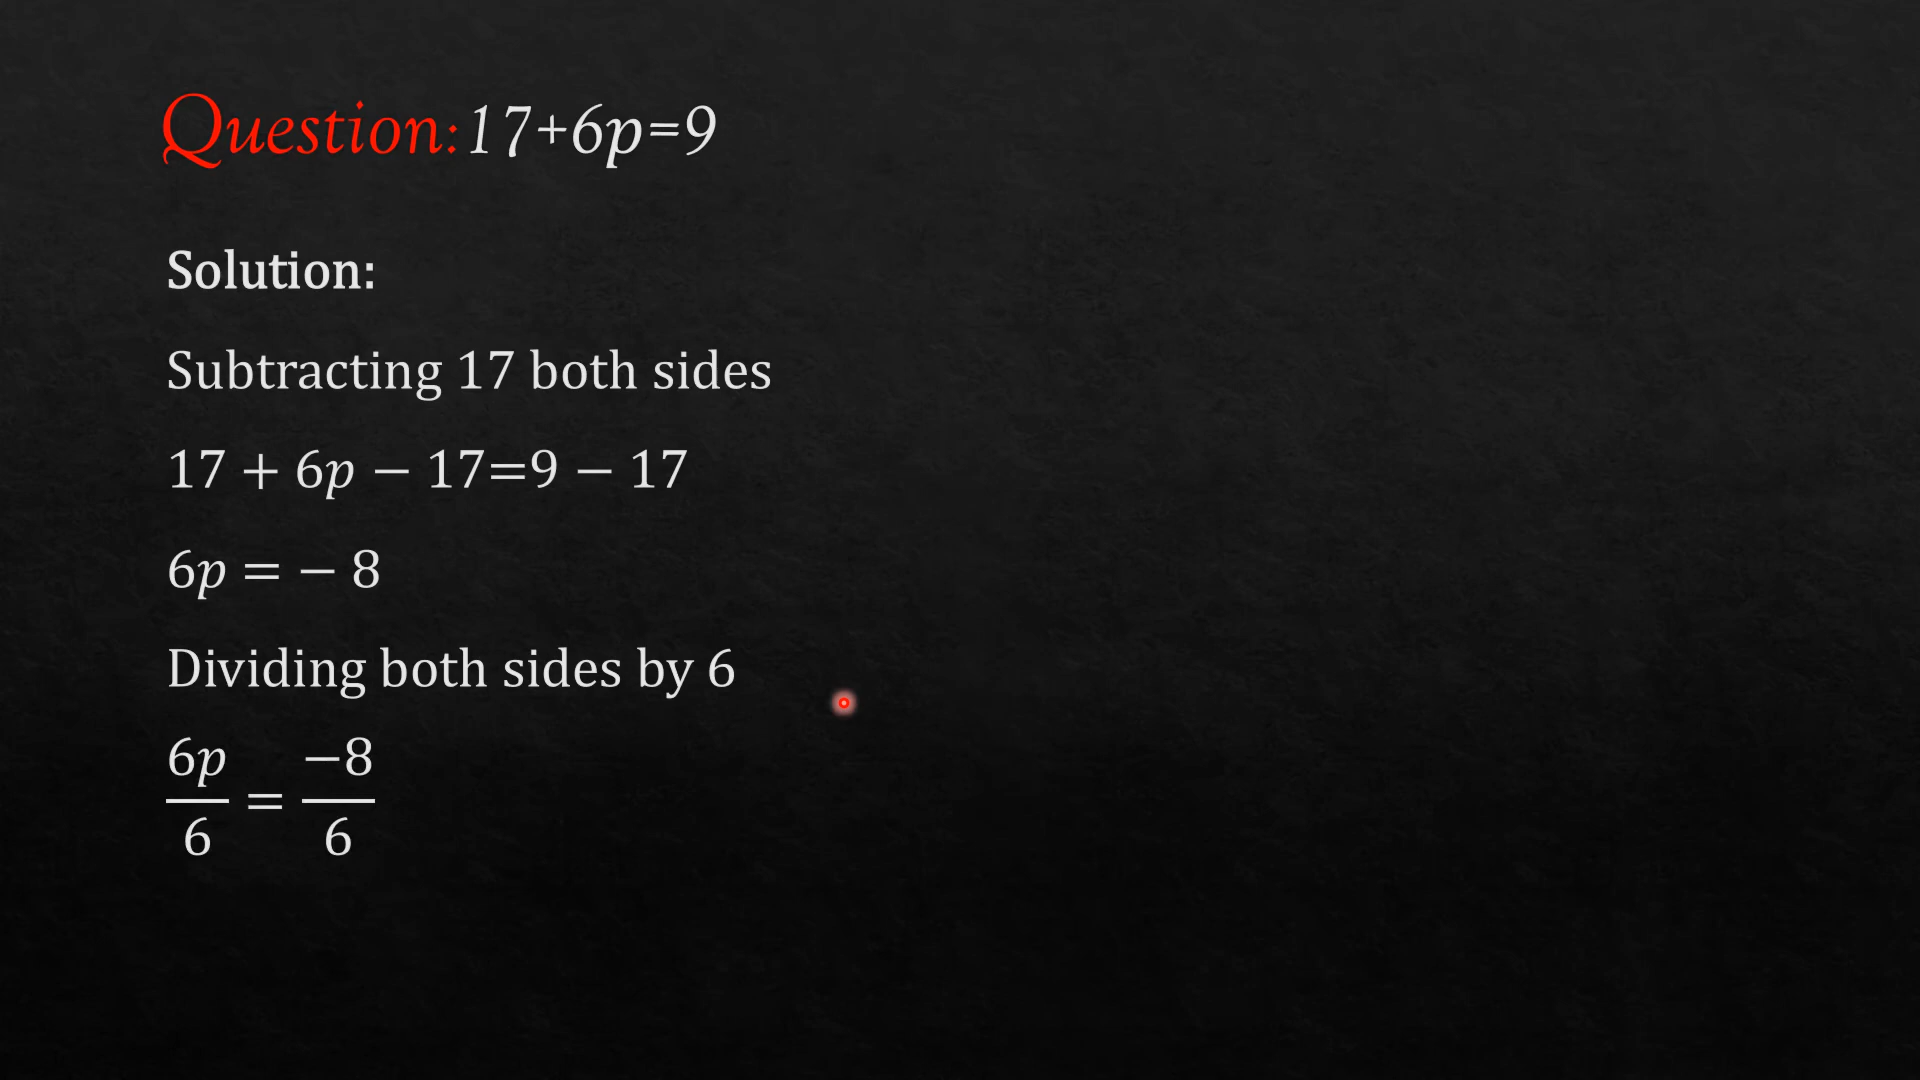 Question:17+6p=9
Solution:
Subtracting 17 both sides
17 + 6p − 17=9 − 17
6p = − 8
Dividing both sides by 6
6p/6 = −8/6